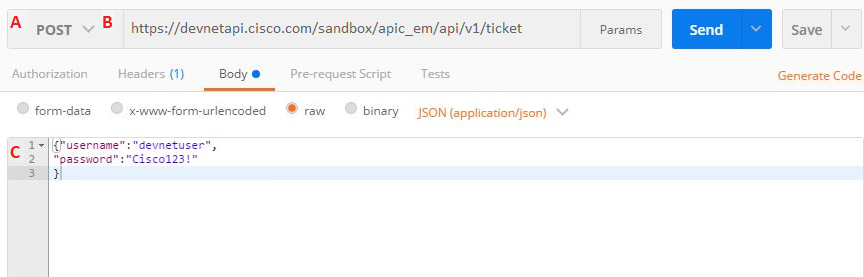 A POST B https://devnetapi.cisco.com/sandbox/apic_em/api/v1/ticket Params Send Save
Authorization Headers (1) Body Pre-request Script Tests Generate Code
form-data x-www-form-urlencoded raw binary JSON (application/json)
C 1 {"username":"devnetuser",
2 "password":"Cisco123!"
3 }